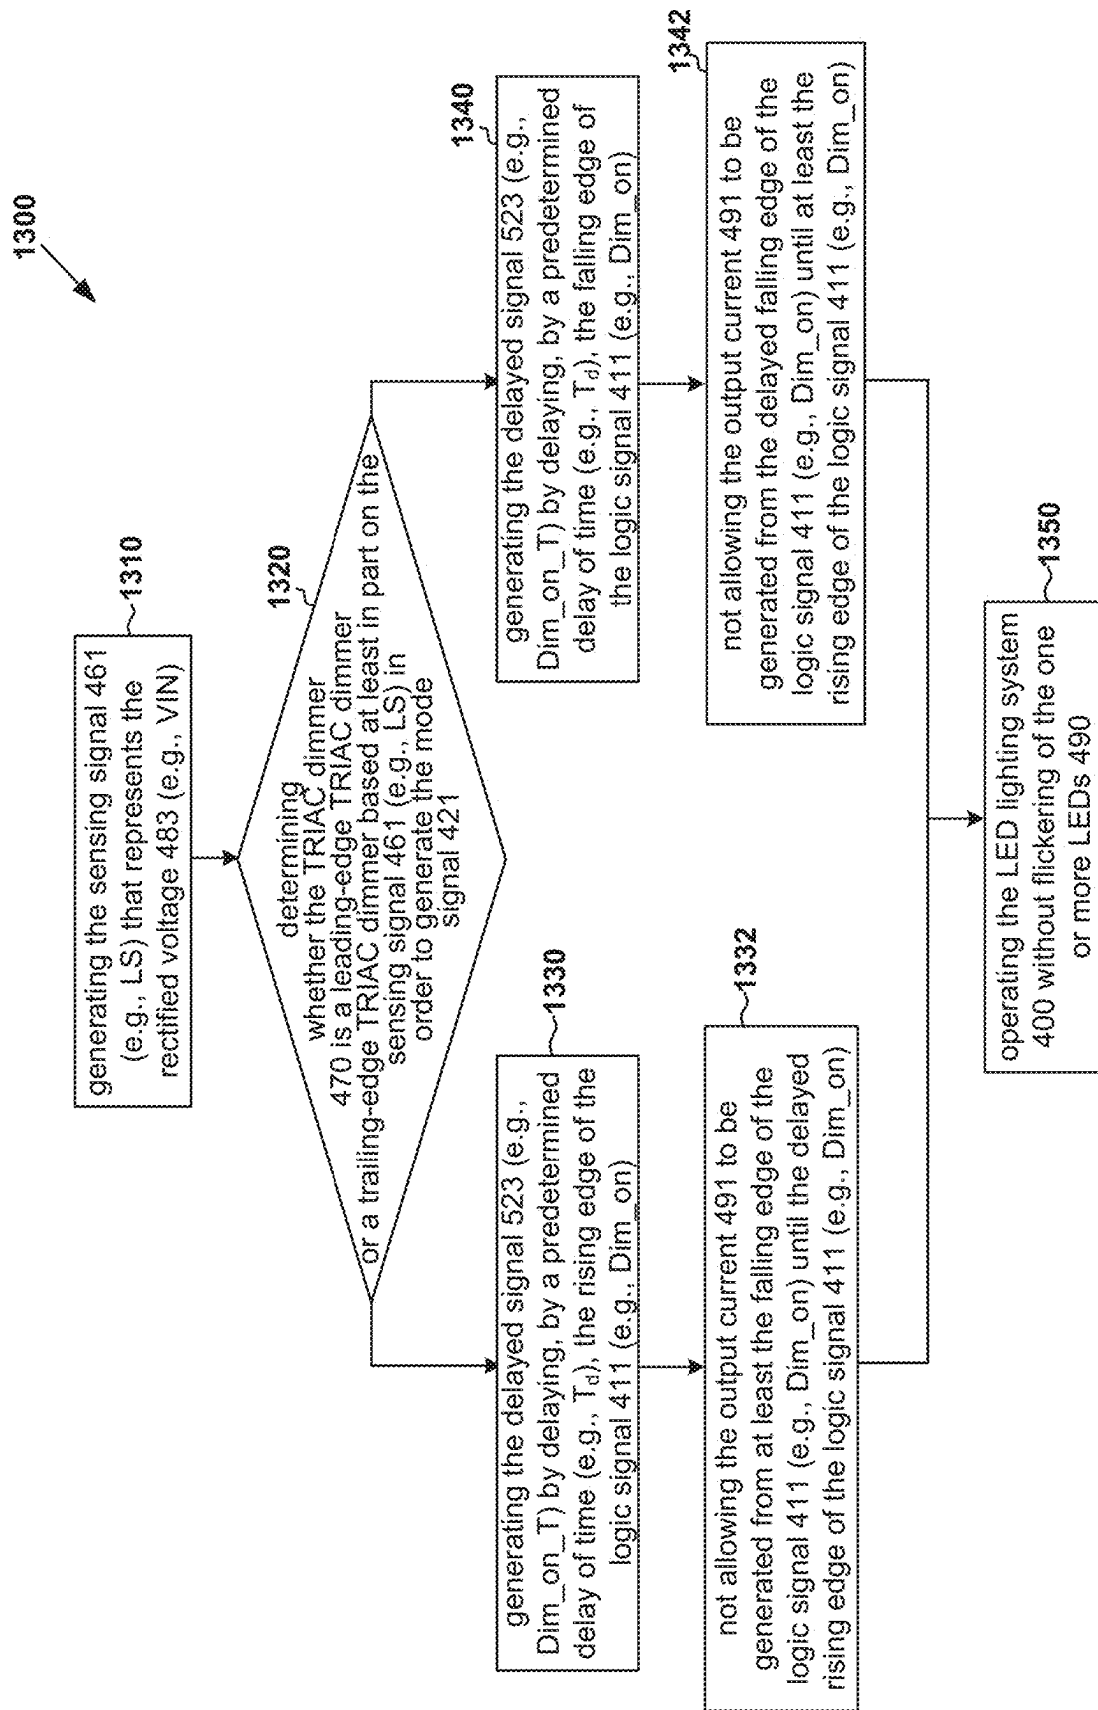 1300
generating the sensing signal 461
(e.g., LS) that represents the
rectified voltage 483 (e.g., VIN)
1310
determining
whether the TRIAC dimmer
470 is a leading-edge TRIAC dimmer
or a trailing-edge TRIAC dimmer based at least in part on the
sensing signal 461 (e.g., LS) in
order to generate the mode
signal 421
1320
generating the delayed signal 523 (e.g.,
Dim_on_T) by delaying, by a predetermined
delay of time (e.g., Td), the rising edge of the
logic signal 411 (e.g., Dim_on)
1330
not allowing the output current 491 to be
generated from at least the falling edge of the
logic signal 411 (e.g., Dim_on) until the delayed
rising edge of the logic signal 411 (e.g., Dim_on)
1332
generating the delayed signal 523 (e.g.,
Dim_on_T) by delaying, by a predetermined
delay of time (e.g., Td), the falling edge of
the logic signal 411 (e.g., Dim_on)
1340
not allowing the output current 491 to be
generated from the delayed falling edge of the
logic signal 411 (e.g., Dim_on) until at least the
rising edge of the logic signal 411 (e.g., Dim_on)
1342
operating the LED lighting system
400 without flickering of the one
or more LEDs 490
1350